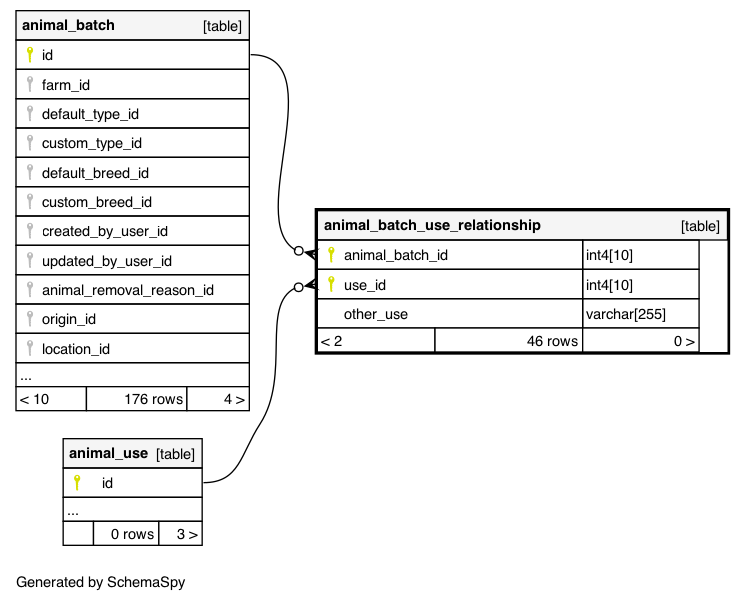 animal_batch [table]
id
farm_id
default_type_id
custom_type_id
default_breed_id
custom_breed_id
created_by_user_id
updated_by_user_id
animal_removal_reason_id
origin_id
location_id
...
< 10 176 rows 4 >
animal_batch_use_relationship [table]
animal_batch_id int4[10]
use_id int4[10]
other_use varchar[255]
< 2 46 rows 0 >
animal_use [table]
id
...
0 rows 3 >
Generated by SchemaSpy